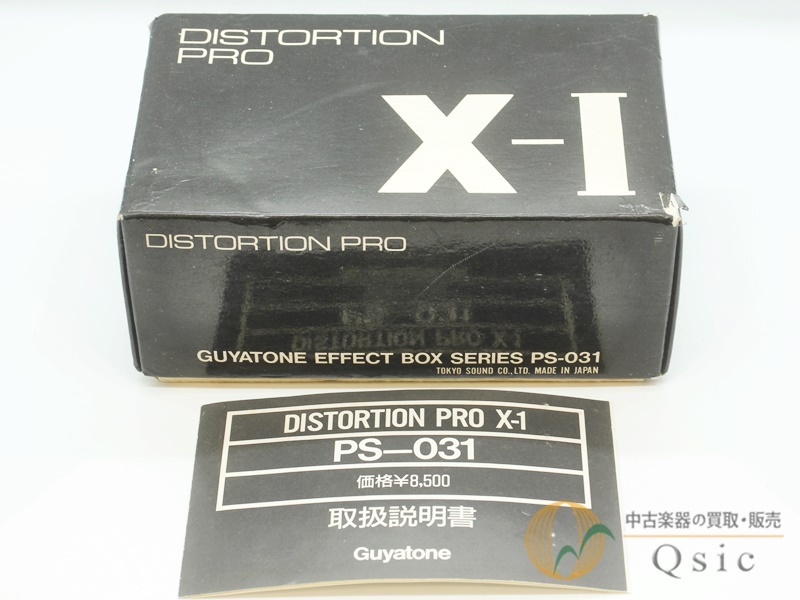 DISTORTION
PRO
X-I
DISTORTION PRO
GUYATONE EFFECT BOX SERIES PS-031
TOKYO SOUND CO., LTD. MADE IN JAPAN
DISTORTION PRO X-1
PS-031
価格¥8,500
取扱説明書
Guyatone
中古楽器の買取・販売
Qsic